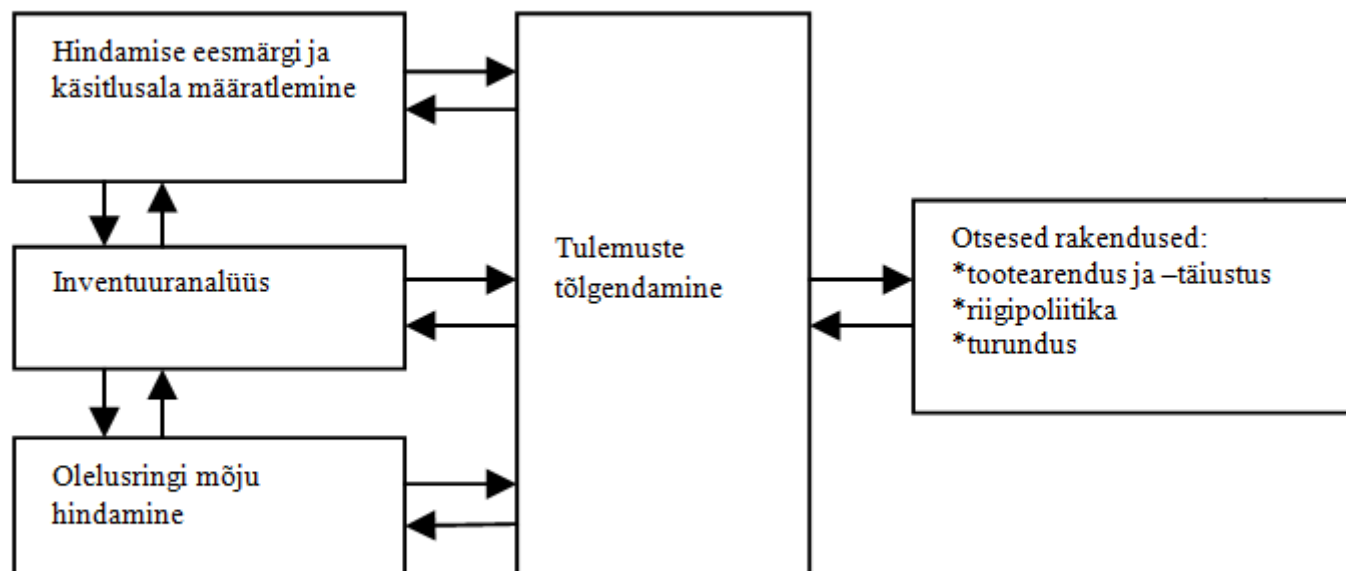 Hindamise eesmärgi ja
käsitlusala määratlemine
Inventuuranalüüs
Olelusringi mõju
hindamine
Tulemuste
tõlgendamine
Otsesed rakendused:
*tootearendus ja –täiustus
*riigipoliitika
*turundus